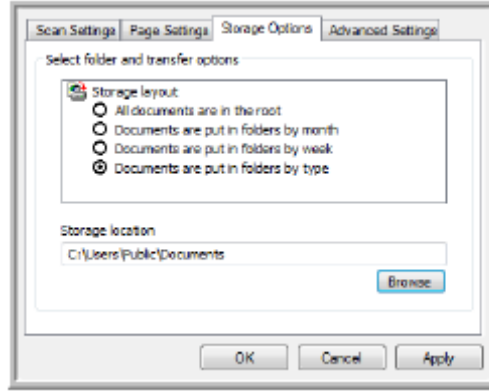 Scan Settings Page Settings Storage Options Advanced Settings
Select folder and transfer options
Storage layout
All documents are in the root
Documents are put in folders by month
Documents are put in folders by week
Documents are put in folders by type
Storage location
C:\Users\Public\Documents
Browse
OK Cancel Apply